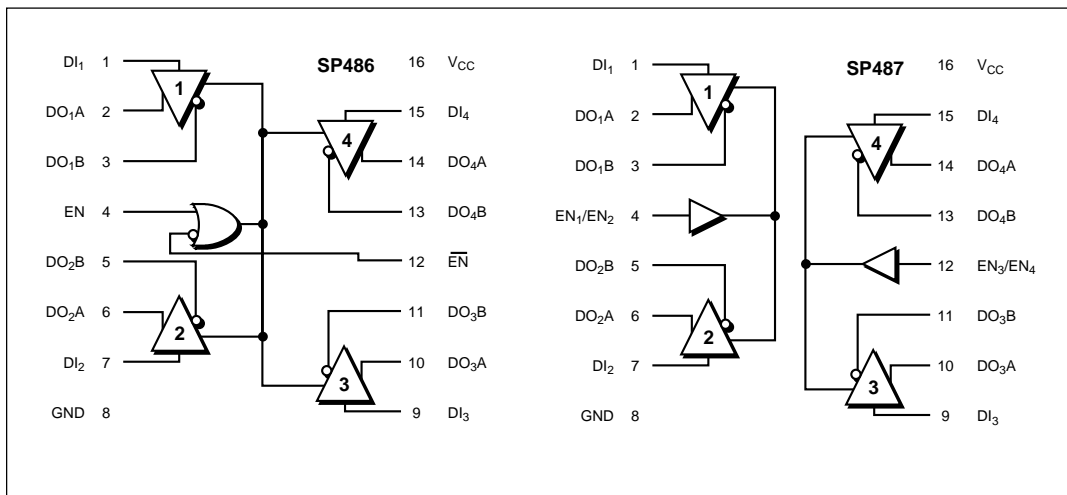 SP486
DI1 1
DO1A 2
DO1B 3
EN 4
DO2B 5
DO2A 6
DI2 7
GND 8
1
2
4
3
16 VCC
15 DI4
14 DO4A
13 DO4B
12 E̅N̅
11 DO3B
10 DO3A
9 DI3
SP487
DI1 1
DO1A 2
DO1B 3
EN1/EN2 4
DO2B 5
DO2A 6
DI2 7
GND 8
1
2
4
3
16 VCC
15 DI4
14 DO4A
13 DO4B
12 EN3/EN4
11 DO3B
10 DO3A
9 DI3